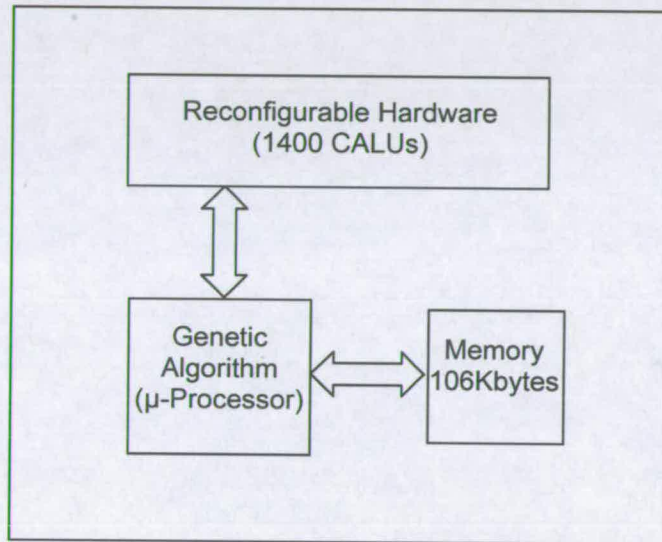 Reconfigurable Hardware
(1400 CALUs)
Genetic
Algorithm
(μ-Processor)
Memory
106Kbytes